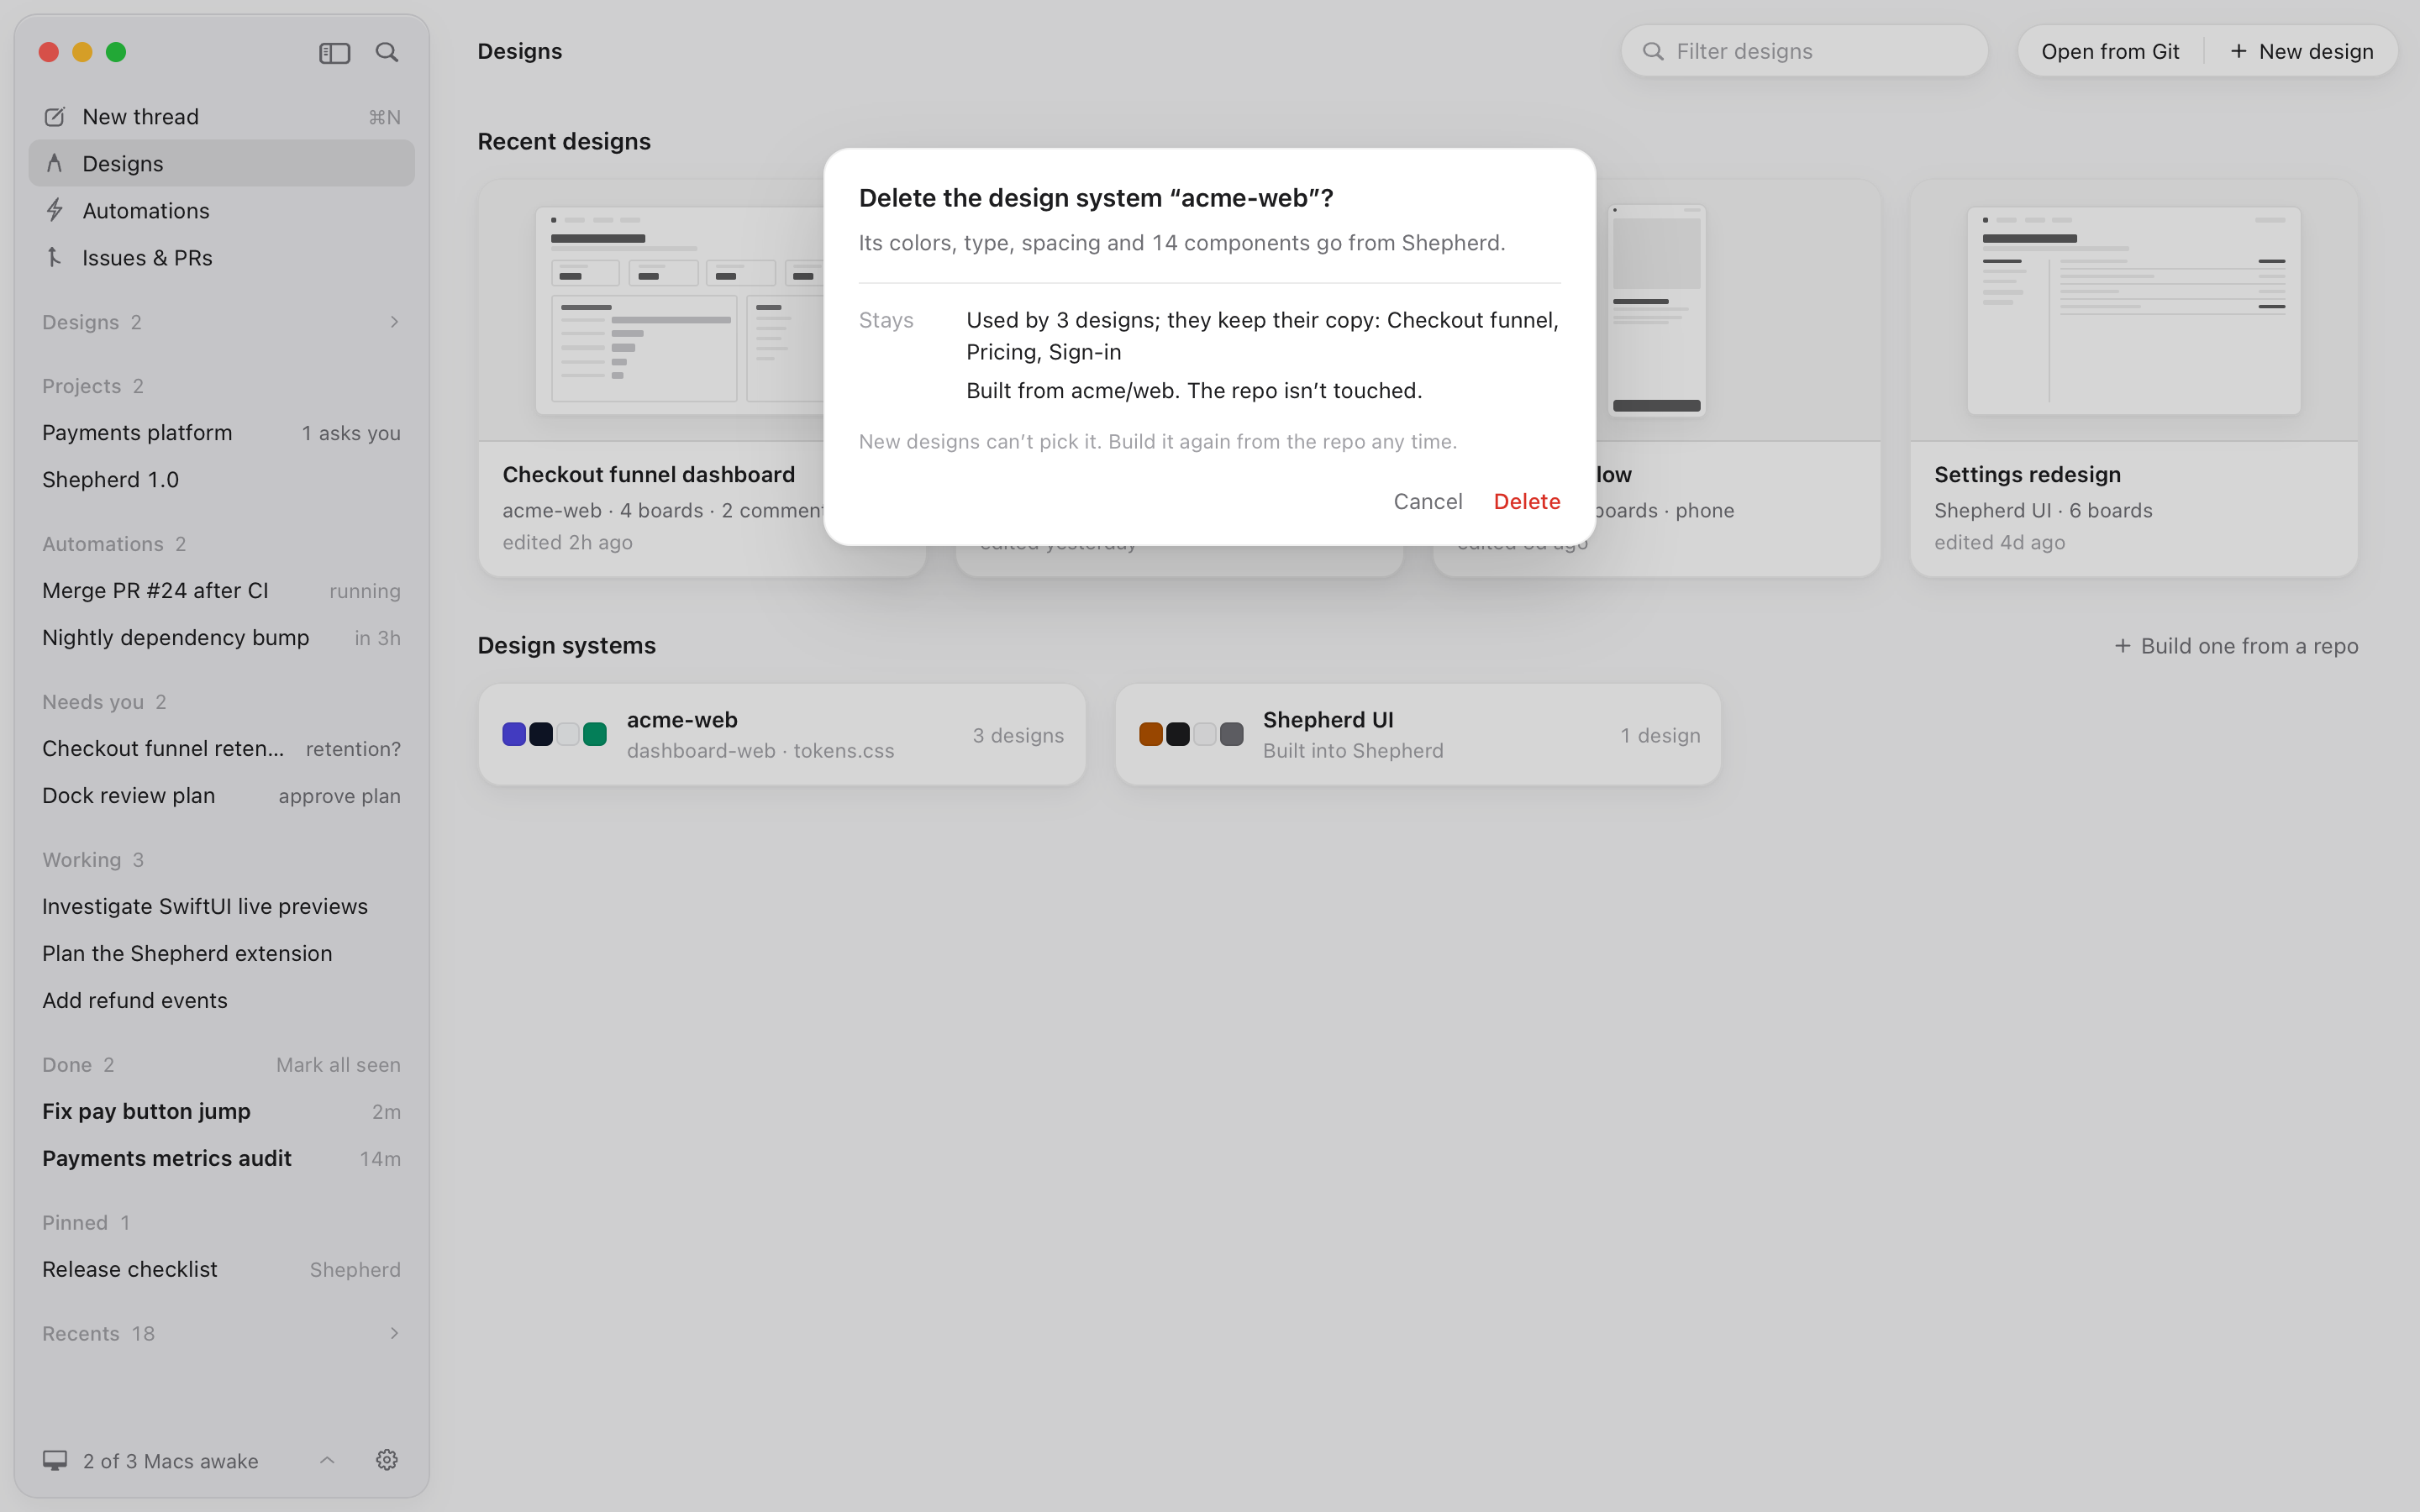 New thread ⌘N
Designs
Automations
Issues & PRs
Designs 2
Projects 2
Payments platform 1 asks you
Shepherd 1.0
Automations 2
Merge PR #24 after CI running
Nightly dependency bump in 3h
Needs you 2
Checkout funnel reten... retention?
Dock review plan approve plan
Working 3
Investigate SwiftUI live previews
Plan the Shepherd extension
Add refund events
Done 2 Mark all seen
Fix pay button jump 2m
Payments metrics audit 14m
Pinned 1
Release checklist Shepherd
Recents 18
2 of 3 Macs awake
Designs
Filter designs
Open from Git
+ New design
Recent designs
Delete the design system “acme-web”?
Its colors, type, spacing and 14 components go from Shepherd.
Stays Used by 3 designs; they keep their copy: Checkout funnel,
Pricing, Sign-in
Built from acme/web. The repo isn’t touched.
New designs can’t pick it. Build it again from the repo any time.
Cancel Delete
Checkout funnel dashboard
acme-web · 4 boards · 2 comment
edited 2h ago
edited yesterday
low
boards · phone
Settings redesign
Shepherd UI · 6 boards
edited 4d ago
Design systems
+ Build one from a repo
acme-web
dashboard-web · tokens.css
3 designs
Shepherd UI
Built into Shepherd
1 design